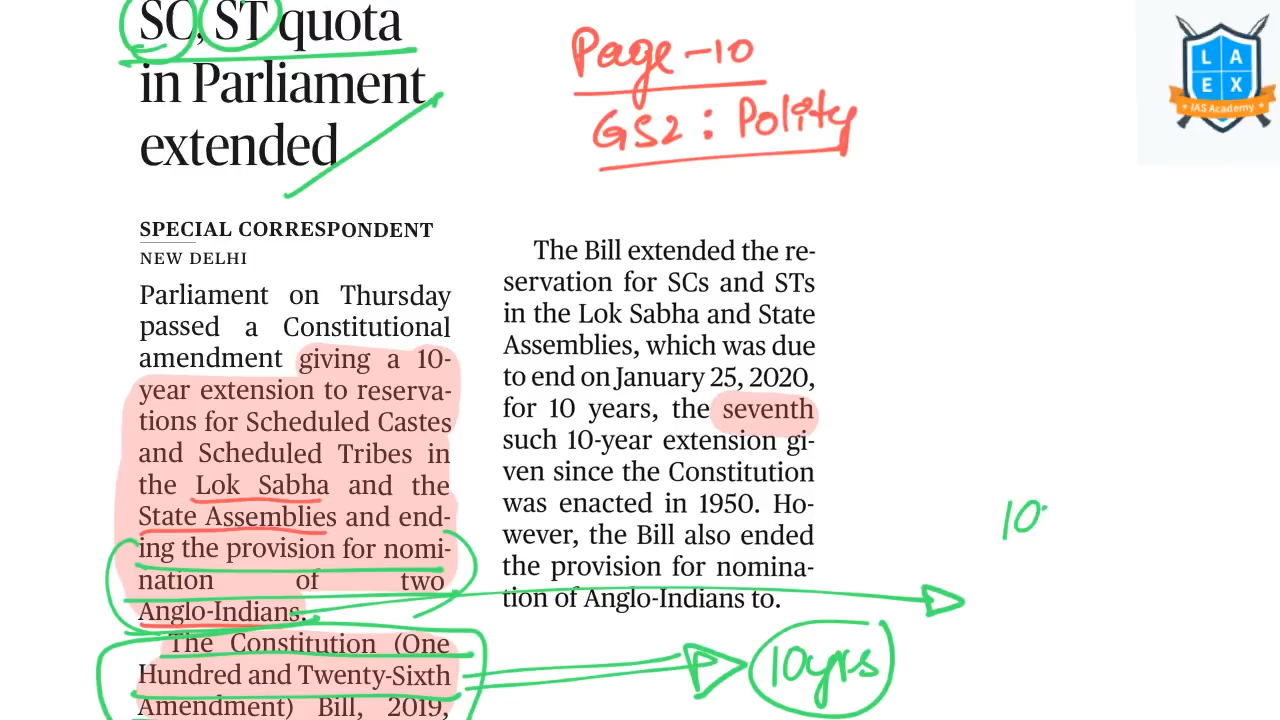 SC, ST quota
in Parliament
extended
Page-10
GS2: Polity
L A
E X
IAS Academy
SPECIAL CORRESPONDENT
NEW DELHI
Parliament on Thursday
passed a Constitutional
amendment giving a 10-
year extension to reserva-
tions for Scheduled Castes
and Scheduled Tribes in
the Lok Sabha and the
State Assemblies and end-
ing the provision for nomi-
nation of two
Anglo-Indians.
The Constitution (One
Hundred and Twenty-Sixth
Amendment) Bill, 2019,
The Bill extended the re-
servation for SCs and STs
in the Lok Sabha and State
Assemblies, which was due
to end on January 25, 2020,
for 10 years, the seventh
such 10-year extension gi-
ven since the Constitution
was enacted in 1950. Ho-
wever, the Bill also ended
the provision for nomina-
tion of Anglo-Indians to.
10yrs
10